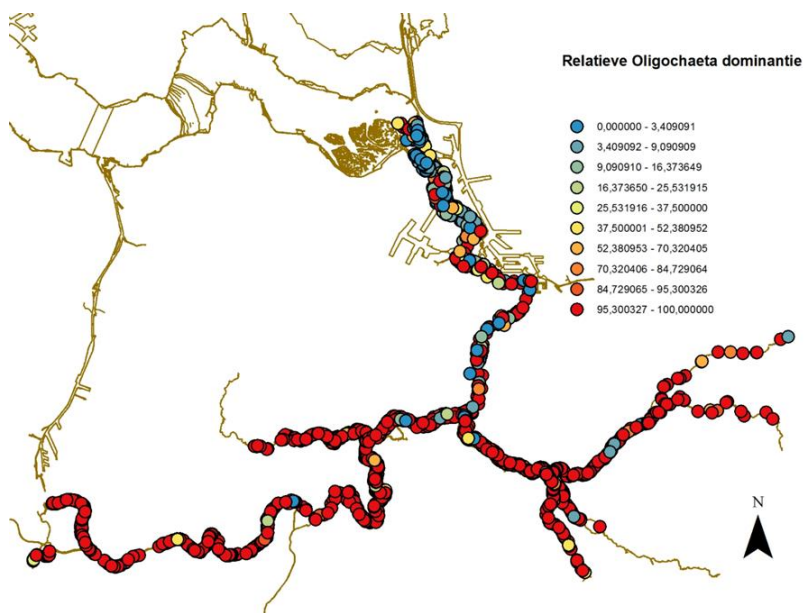 Relatieve Oligochaeta dominantie
0,000000 - 3,409091
3,409092 - 9,090909
9,090910 - 16,373649
16,373650 - 25,531915
25,531916 - 37,500000
37,500001 - 52,380952
52,380953 - 70,320405
70,320406 - 84,729064
84,729065 - 95,300326
95,300327 - 100,000000
N